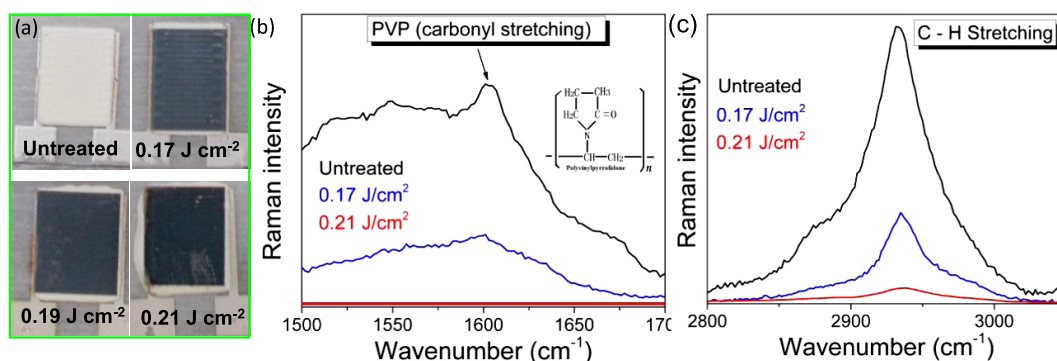 (a)
Untreated
0.17 J cm-2
0.19 J cm-2
0.21 J cm-2
(b)
PVP (carbonyl stretching)
H2C CH3
H2C C=O
N
CH CH2
n
Polyvinylpyrrolidone
Untreated
0.17 J/cm2
0.21 J/cm2
Raman intensity
1500 1550 1600 1650 170
Wavenumber (cm-1)
(c)
C - H Stretching
Untreated
0.17 J/cm2
0.21 J/cm2
Raman intensity
2800 2900 3000
Wavenumber (cm-1)